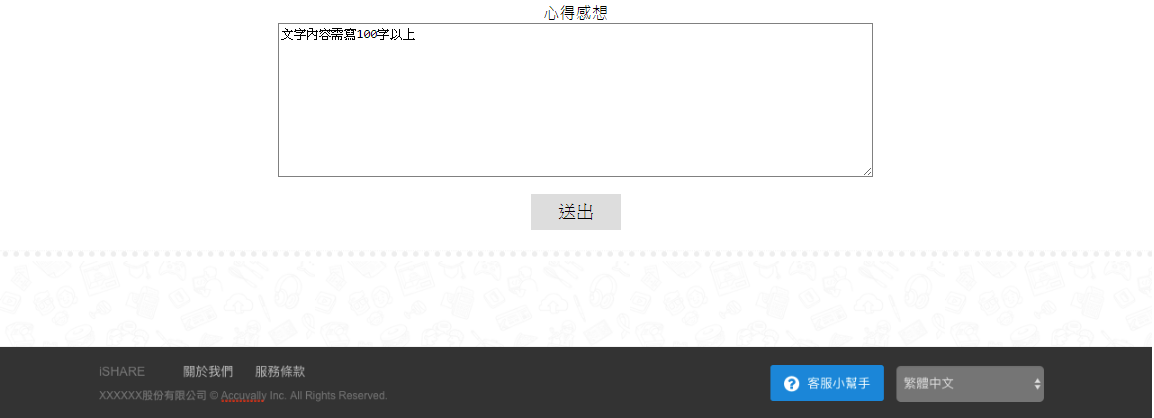 心得感想
文字內容需寫100字以上
送出
iSHARE 關於我們 服務條款
XXXXXX股份有限公司 © Accuvally Inc. All Rights Reserved.
客服小幫手
繁體中文